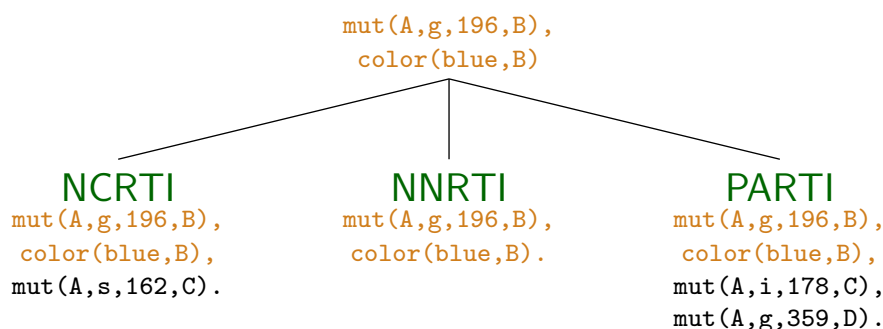 mut(A,g,196,B),
color(blue,B)
NCRTI
mut(A,g,196,B),
color(blue,B),
mut(A,s,162,C).
NNRTI
mut(A,g,196,B),
color(blue,B).
PARTI
mut(A,g,196,B),
color(blue,B),
mut(A,i,178,C),
mut(A,g,359,D).